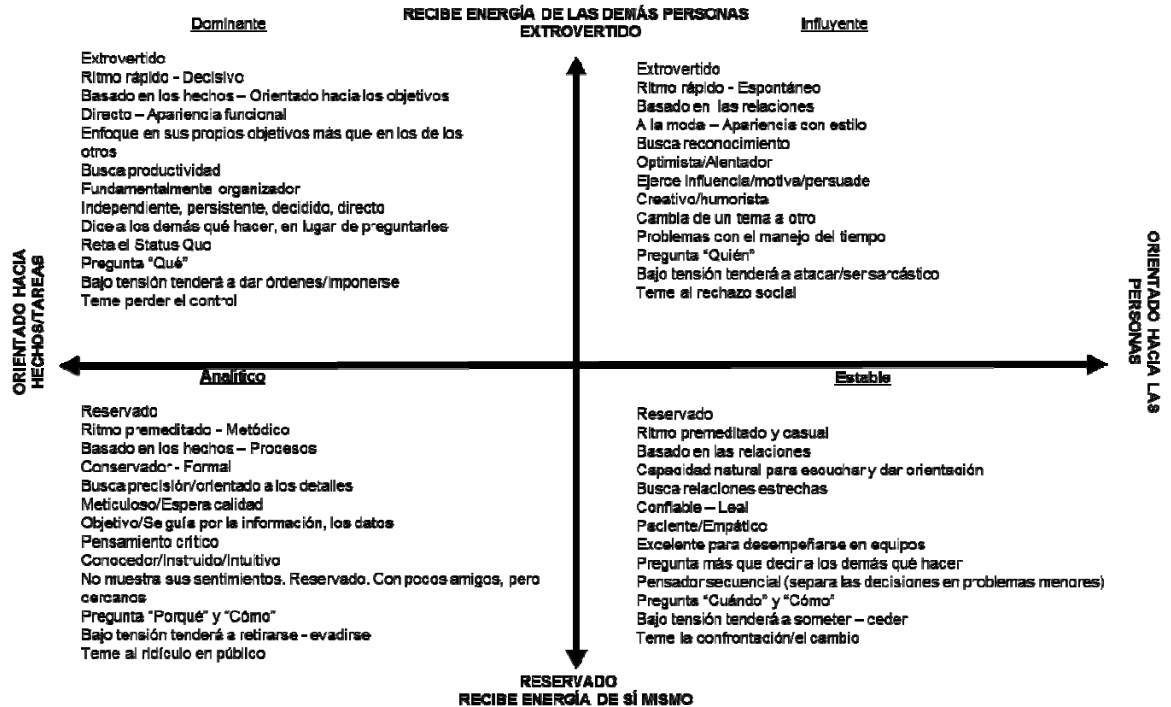 RECIBE ENERGÍA DE LAS DEMÁS PERSONAS
EXTROVERTIDO
Dominante
Extrovertido
Ritmo rápido - Decisivo
Basado en los hechos – Orientado hacia los objetivos
Directo – Apariencia funcional
Enfoque en sus propios objetivos más que en los de los
otros
Busca productividad
Fundamentalmente organizador
Independiente, persistente, decidido, directo
Dice a los demás qué hacer, en lugar de preguntarles
Reta el Status Quo
Pregunta "Qué"
Bajo tensión tenderá a dar órdenes/imponerse
Teme perder el control
Influyente
Extrovertido
Ritmo rápido - Espontáneo
Basado en las relaciones
A la moda – Apariencia con estilo
Busca reconocimiento
Optimista/Alentador
Ejerce Influencia/motiva/persuade
Creativo/humorista
Cambia de un tema a otro
Problemas con el manejo del tiempo
Pregunta "Quién"
Bajo tensión tenderá a atacar/ser sarcástico
Teme al rechazo social
ORIENTADO HACIA
HECHOS/TAREAS
ORIENTADO HACIA LAS
PERSONAS
Analítico
Reservado
Ritmo premeditado - Metódico
Basado en los hechos – Procesos
Conservador - Formal
Busca precisión/orientado a los detalles
Meticuloso/Espera calidad
Objetivo/Se guía por la información, los datos
Pensamiento crítico
Conocedor/Instruido/Intuitivo
No muestra sus sentimientos. Reservado. Con pocos amigos, pero
cercanos
Pregunta "Porqué" y "Cómo"
Bajo tensión tenderá a retirarse - evadirse
Teme al ridículo en público
Estable
Reservado
Ritmo premeditado y casual
Basado en las relaciones
Capacidad natural para escuchar y dar orientación
Busca relaciones estrechas
Confiable – Leal
Paciente/Empático
Excelente para desempeñarse en equipos
Pregunta más que decir a los demás qué hacer
Pensador secuencial (separa las decisiones en problemas menores)
Pregunta "Cuándo" y "Cómo"
Bajo tensión tenderá a someter – ceder
Teme la confrontación/el cambio
RESERVADO
RECIBE ENERGÍA DE SÍ MISMO